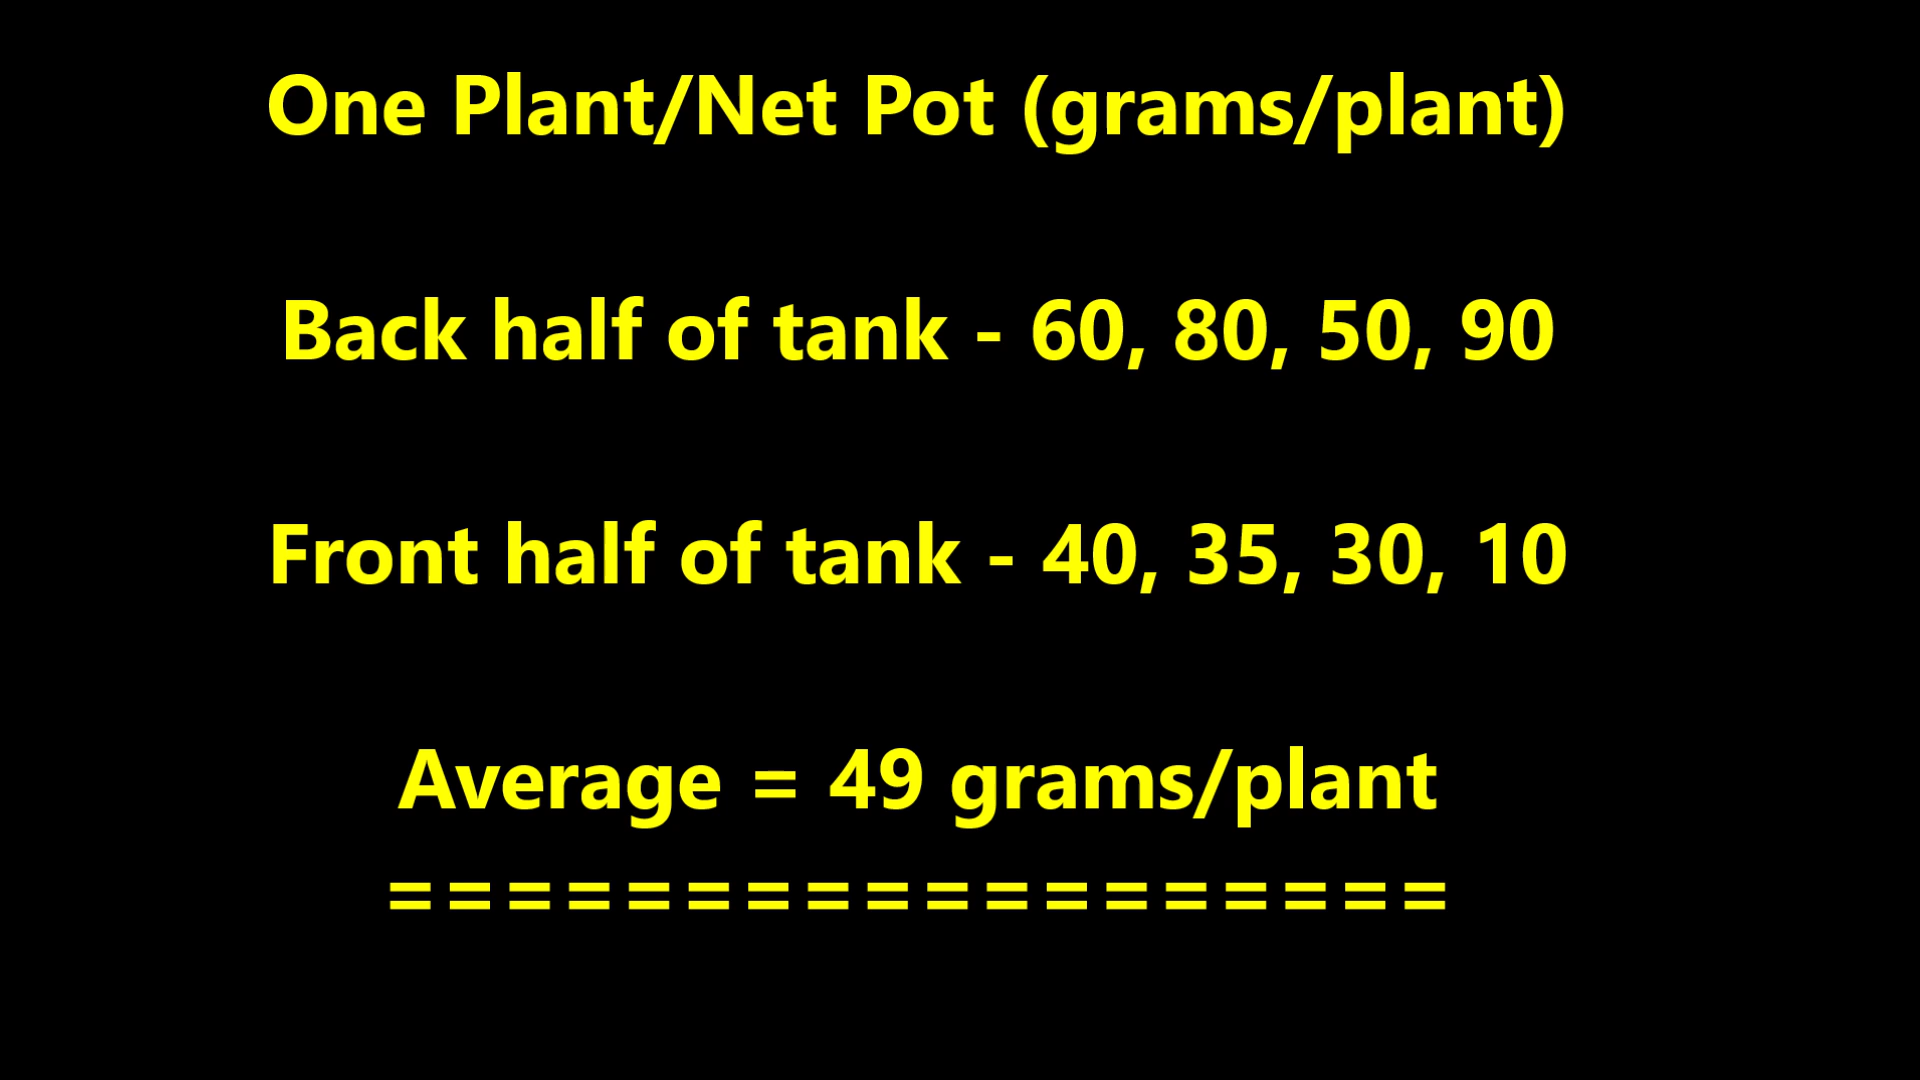 One Plant/Net Pot (grams/plant)
Back half of tank - 60, 80, 50, 90
Front half of tank - 40, 35, 30, 10
Average = 49 grams/plant
==================